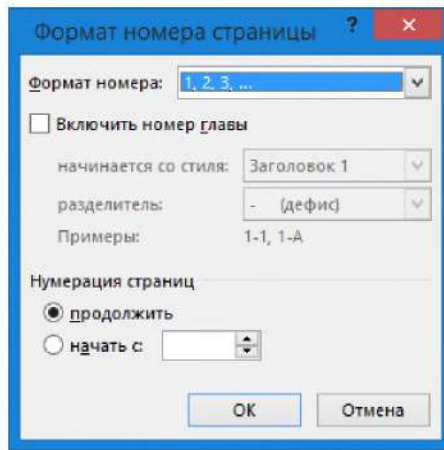 Формат номера страницы ?
Формат номера: 1, 2, 3, ...
Включить номер главы
начинается со стиля: Заголовок 1
разделитель: - (дефис)
Примеры: 1-1, 1-A
Нумерация страниц
продолжить
начать с:
ОК Отмена